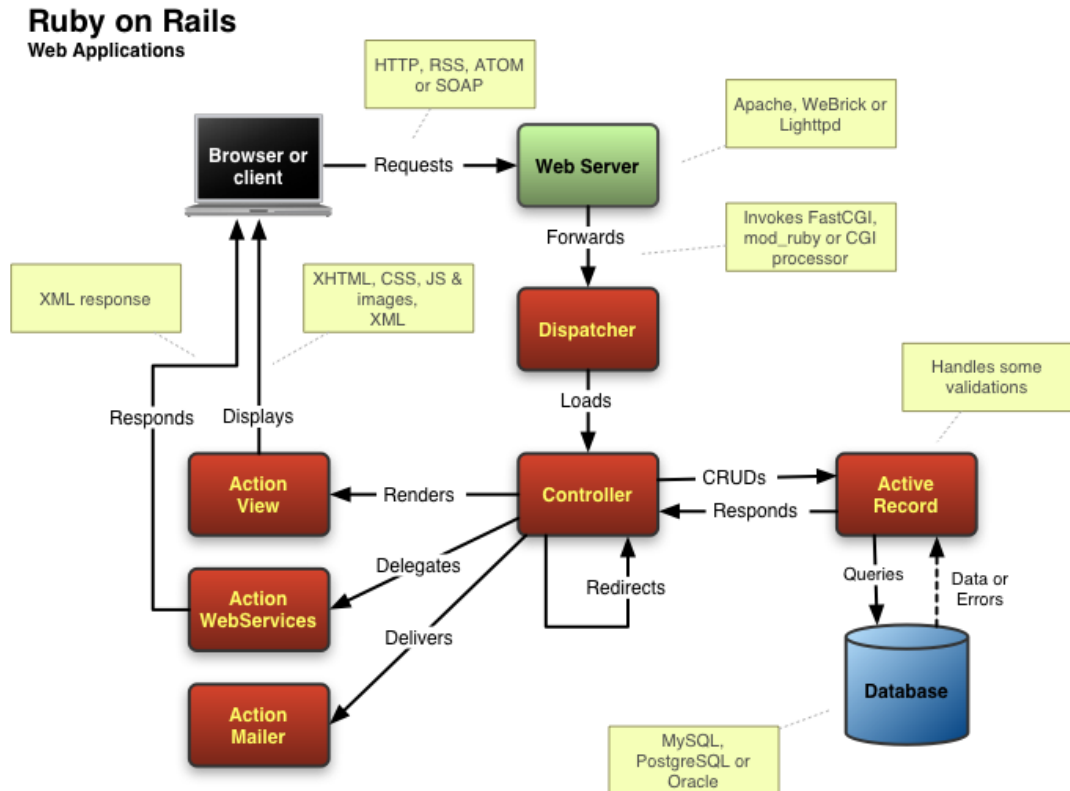 Ruby on Rails
Web Applications
HTTP, RSS, ATOM
or SOAP
Apache, WeBrick or
Lighttpd
Browser or
client
Requests
Web Server
Forwards
Invokes FastCGI,
mod_ruby or CGI
processor
XML response
XHTML, CSS, JS &
images,
XML
Dispatcher
Handles some
validations
Responds
Displays
Loads
Action
View
Renders
Controller
CRUDs
Responds
Active
Record
Delegates
Redirects
Queries
Data or
Errors
Action
WebServices
Delivers
Action
Mailer
Database
MySQL,
PostgreSQL or
Oracle